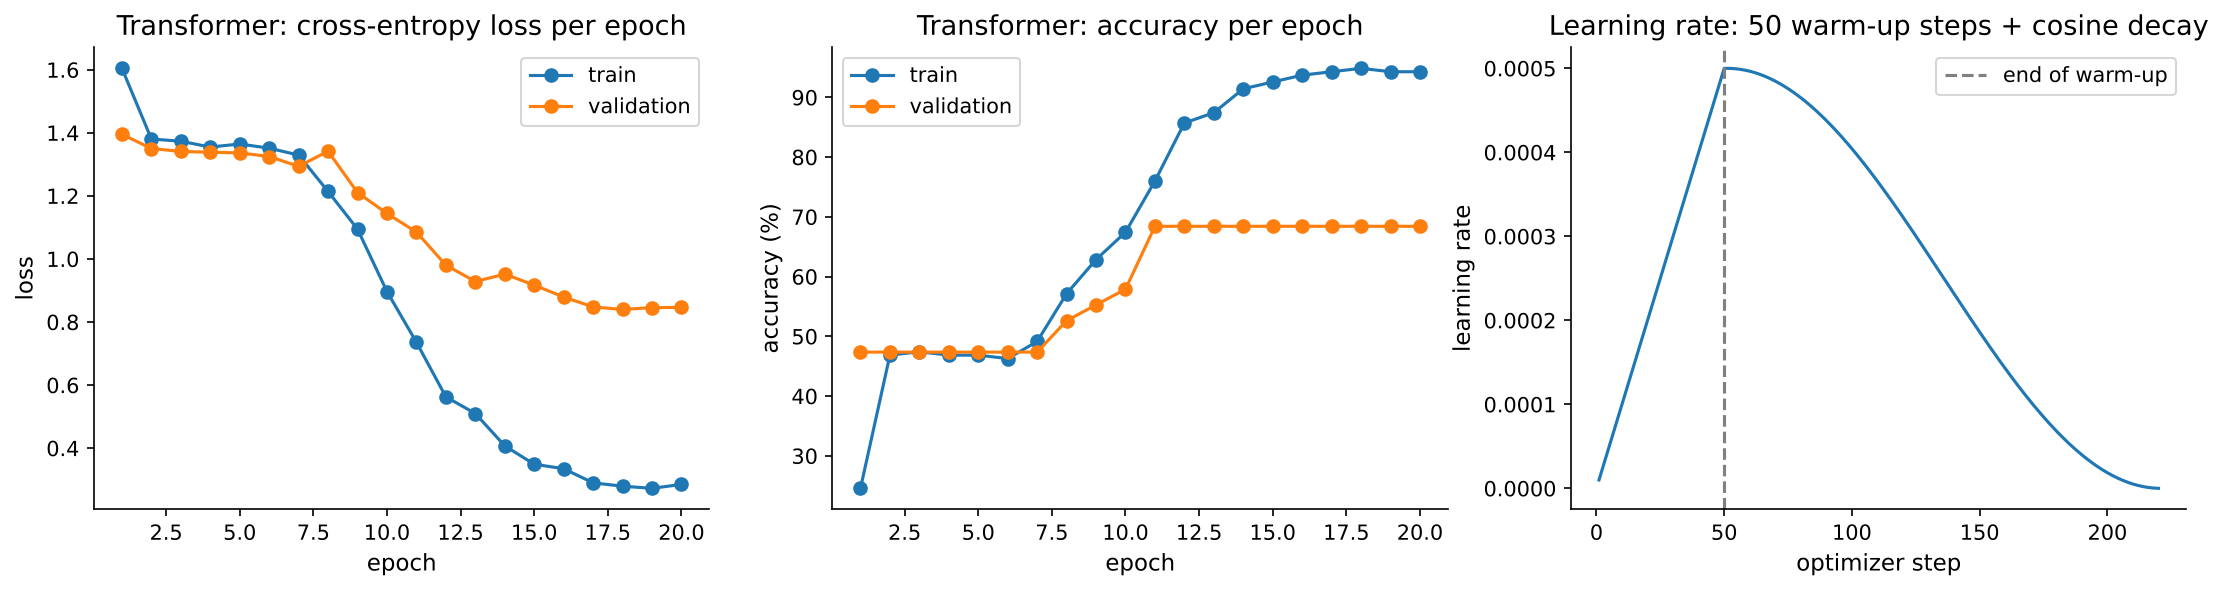 Transformer: cross-entropy loss per epoch
train
validation
1.6
1.4
1.2
1.0
0.8
0.6
0.4
loss
2.5 5.0 7.5 10.0 12.5 15.0 17.5 20.0
epoch
Transformer: accuracy per epoch
train
validation
90
80
70
60
50
40
30
accuracy (%)
2.5 5.0 7.5 10.0 12.5 15.0 17.5 20.0
epoch
Learning rate: 50 warm-up steps + cosine decay
end of warm-up
0.0005
0.0004
0.0003
0.0002
0.0001
0.0000
learning rate
0 50 100 150 200
optimizer step